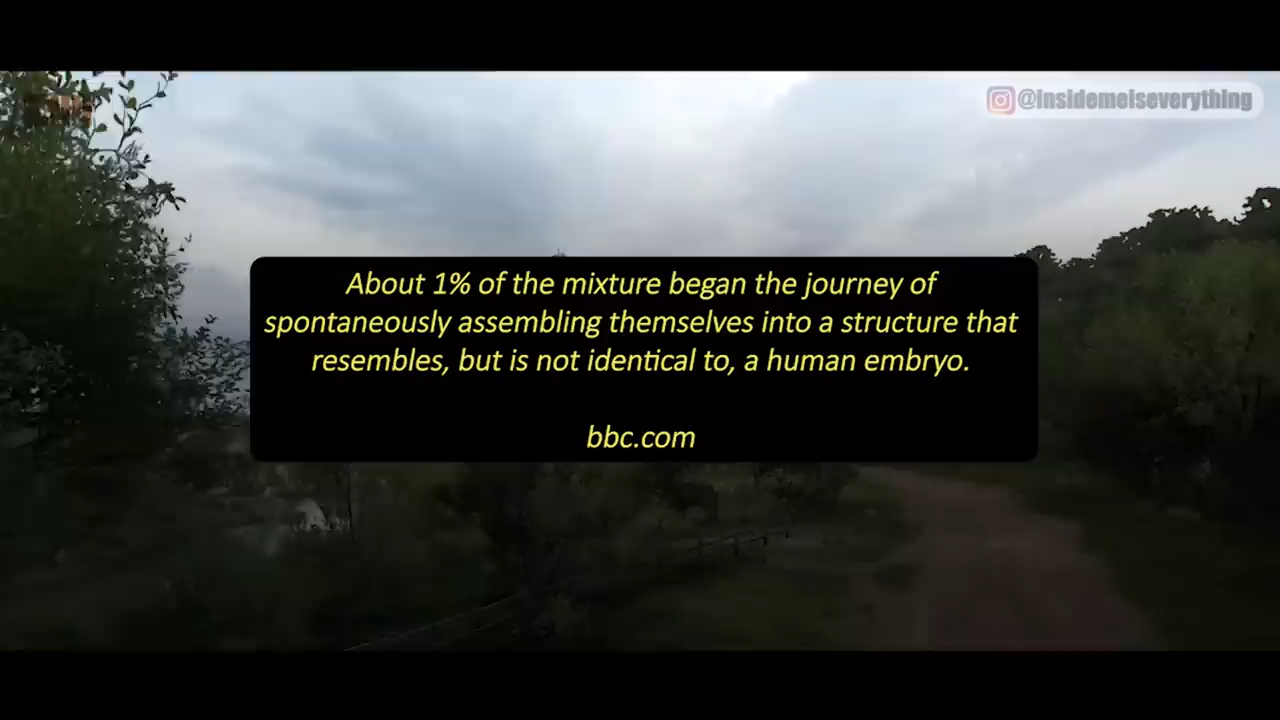 @insidemeiseverything
About 1% of the mixture began the journey of
spontaneously assembling themselves into a structure that
resembles, but is not identical to, a human embryo.
bbc.com